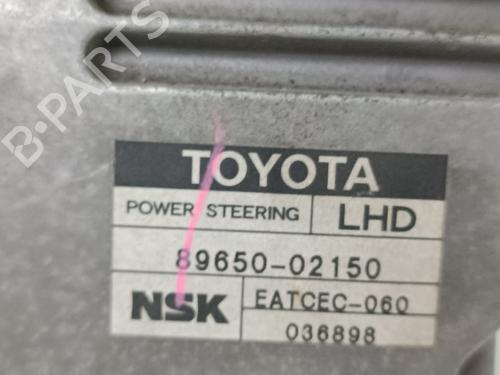 B-PARTS
TOYOTA
POWER STEERING LHD
89650-02150
NSK EATCEC-060
036898